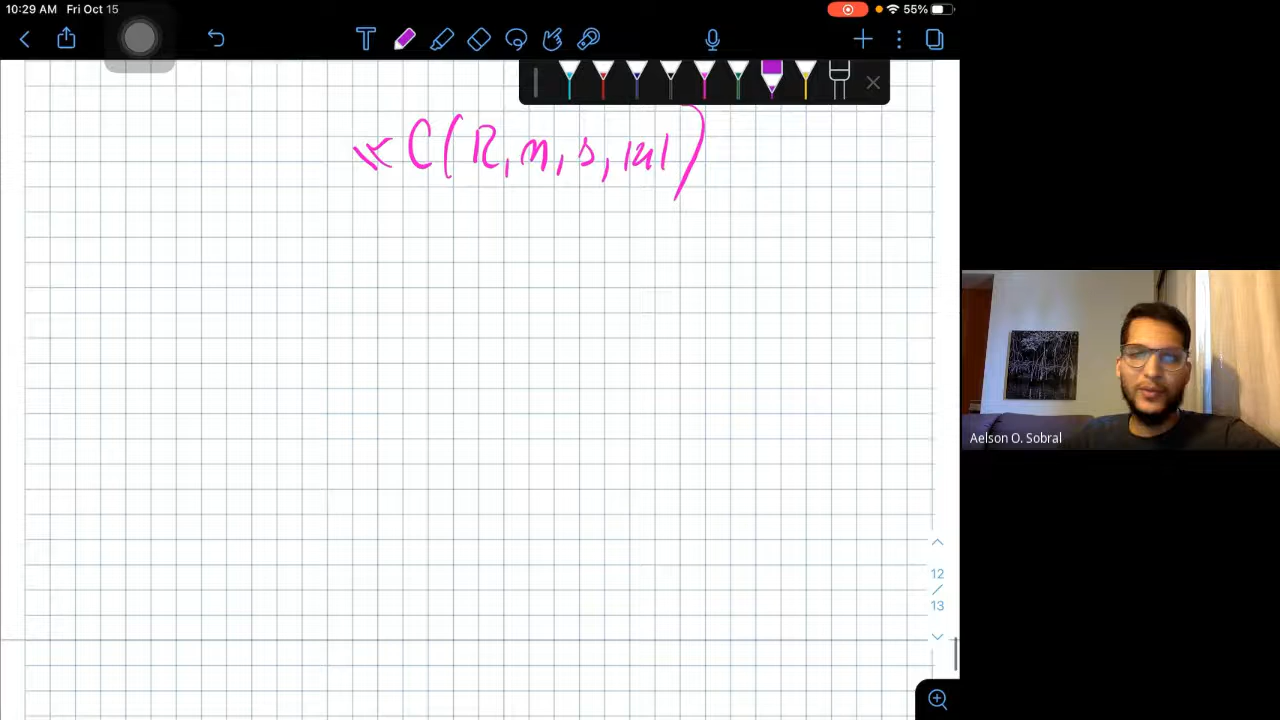 10:29 AM Fri Oct 15
55%
≤ C(R, n, s, |u|)
12
13
Aelson O. Sobral